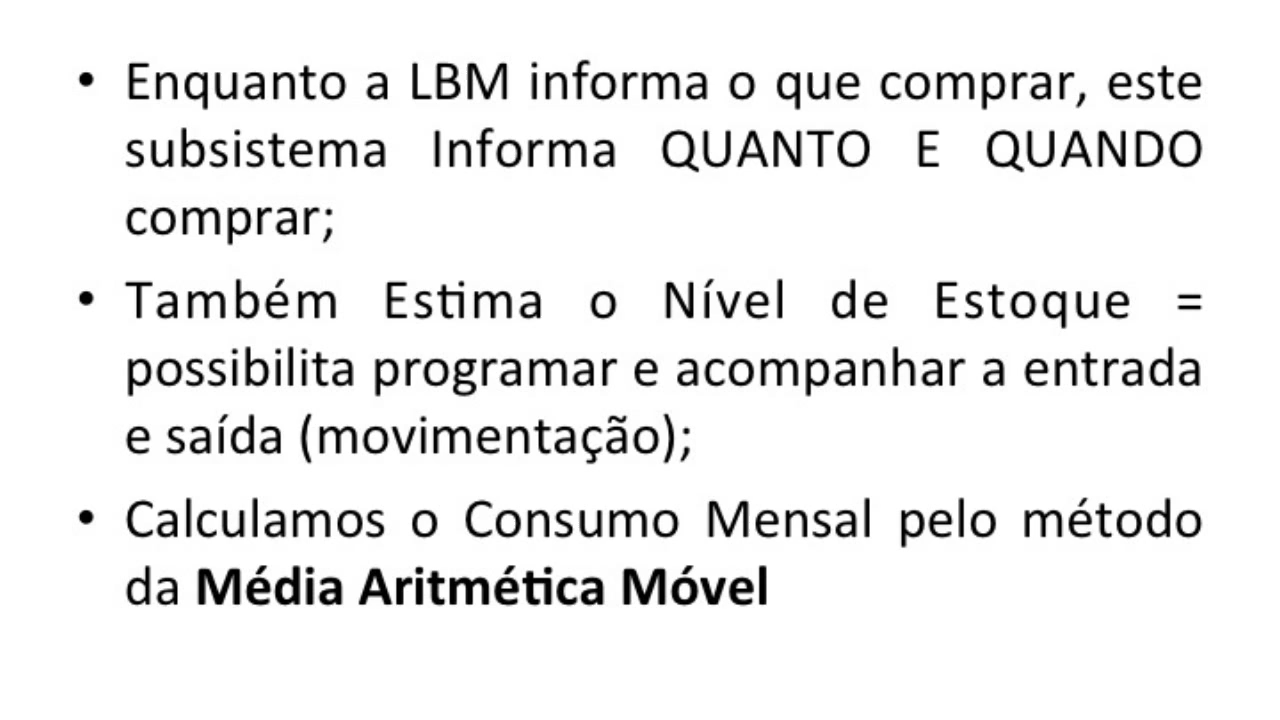 • Enquanto a LBM informa o que comprar, este
subsistema Informa QUANTO E QUANDO
comprar;
• Também Estima o Nível de Estoque =
possibilita programar e acompanhar a entrada
e saída (movimentação);
• Calculamos o Consumo Mensal pelo método
da Média Aritmética Móvel